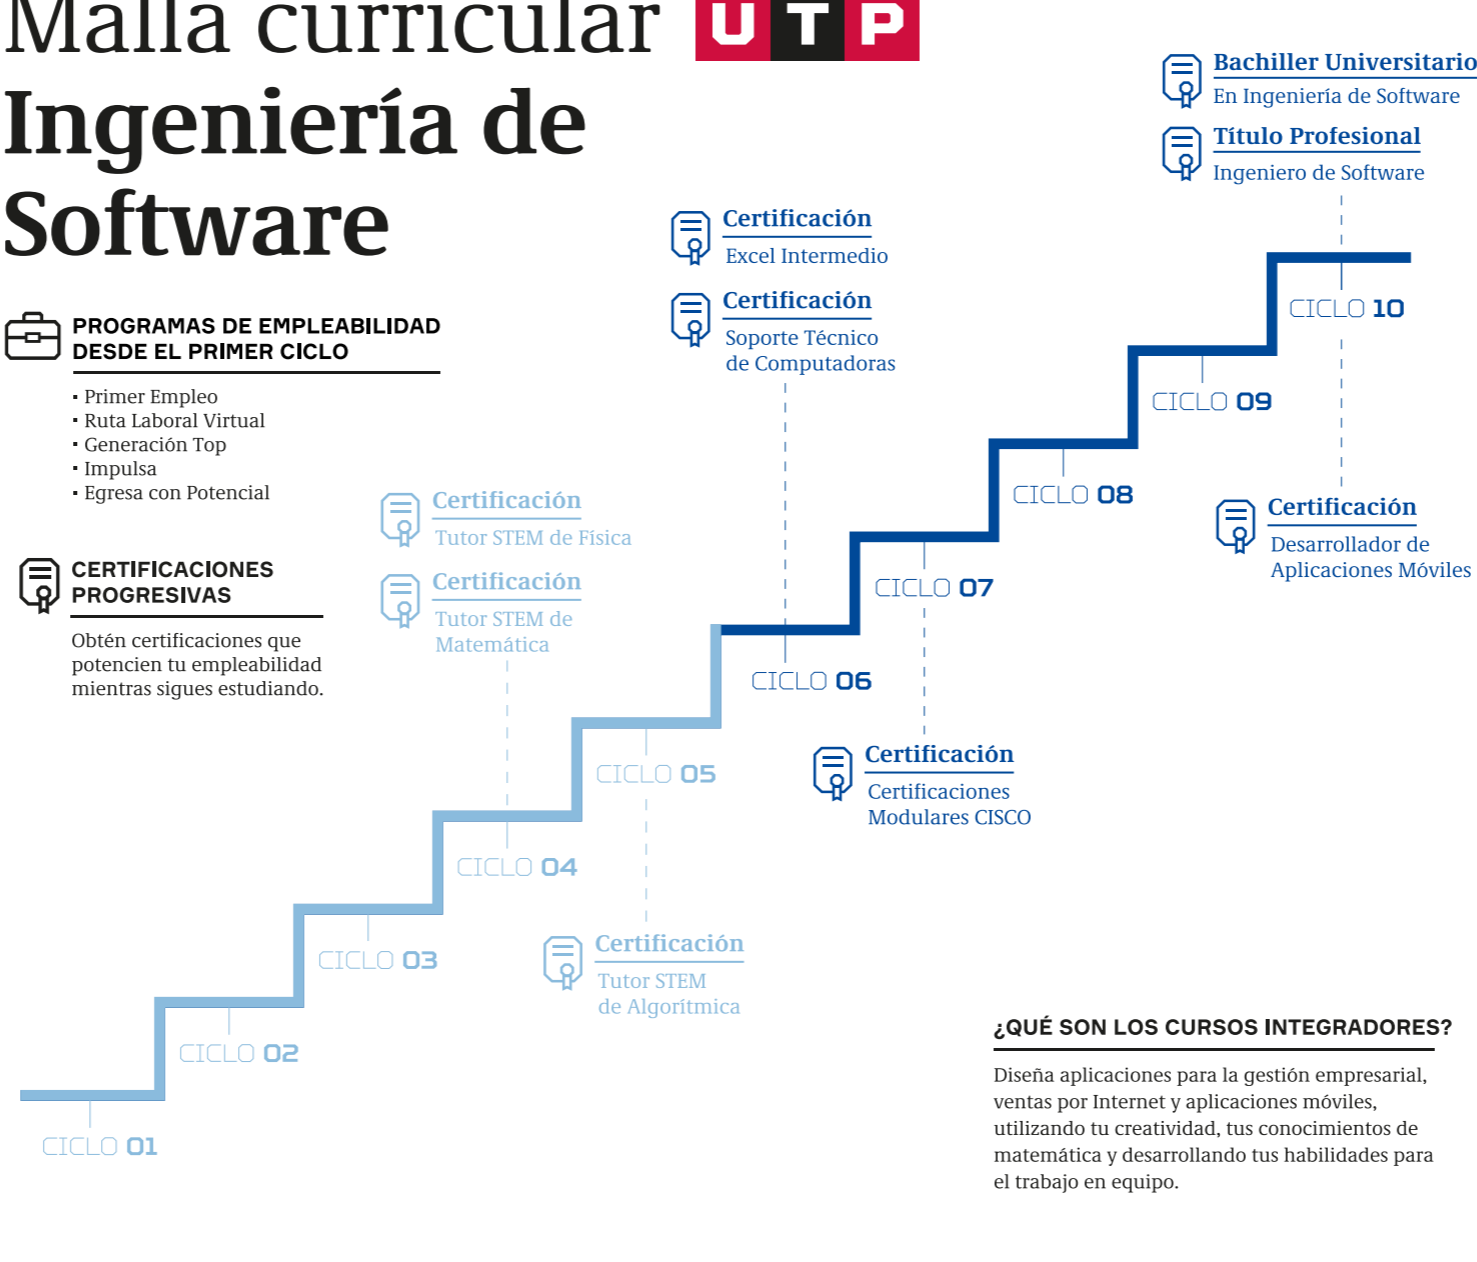 Malla curricular UTP
Ingeniería de
Software
PROGRAMAS DE EMPLEABILIDAD
DESDE EL PRIMER CICLO
• Primer Empleo
• Ruta Laboral Virtual
• Generación Top
• Impulsa
• Egresa con Potencial
CERTIFICACIONES
PROGRESIVAS
Obtén certificaciones que
potencien tu empleabilidad
mientras sigues estudiando.
CICLO 01
CICLO 02
CICLO 03
Certificación
Tutor STEM de Física
Certificación
Tutor STEM de
Matemática
CICLO 04
CICLO 05
Certificación
Tutor STEM
de Algorítmica
Certificación
Excel Intermedio
Certificación
Soporte Técnico
de Computadoras
CICLO 06
CICLO 07
Certificación
Certificaciones
Modulares CISCO
CICLO 08
CICLO 09
Bachiller Universitario
En Ingeniería de Software
Título Profesional
Ingeniero de Software
CICLO 10
Certificación
Desarrollador de
Aplicaciones Móviles
¿QUÉ SON LOS CURSOS INTEGRADORES?
Diseña aplicaciones para la gestión empresarial,
ventas por Internet y aplicaciones móviles,
utilizando tu creatividad, tus conocimientos de
matemática y desarrollando tus habilidades para
el trabajo en equipo.